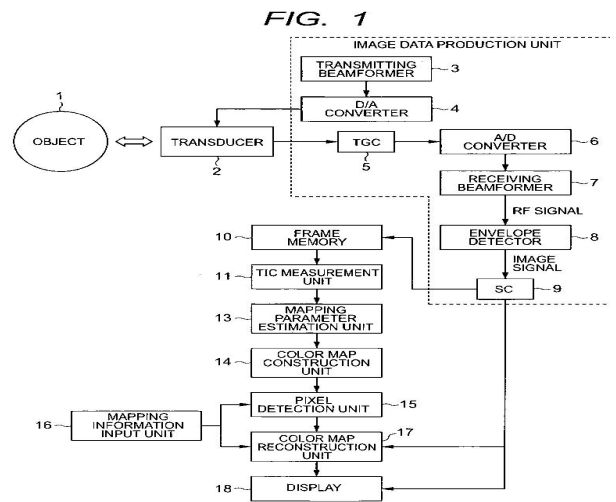 FIG. 1
IMAGE DATA PRODUCTION UNIT
TRANSMITTING
BEAMFORMER
3
1
D/A
CONVERTER
4
OBJECT
TRANSDUCER
2
TGC
5
A/D
CONVERTER
6
RECEIVING
BEAMFORMER
7
RF SIGNAL
10
FRAME
MEMORY
ENVELOPE
DETECTOR
8
IMAGE
SIGNAL
11
TIC MEASUREMENT
UNIT
SC
9
13
MAPPING
PARAMETER
ESTIMATION UNIT
14
COLOR MAP
CONSTRUCTION
UNIT
PIXEL
DETECTION UNIT
15
16
MAPPING
INFORMATION
INPUT UNIT
17
COLOR MAP
RECONSTRUCTION
UNIT
18
DISPLAY